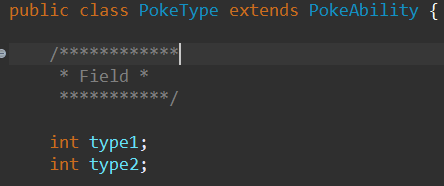 public class PokeType extends PokeAbility {
/************
* Field *
***********/
int type1;
int type2;